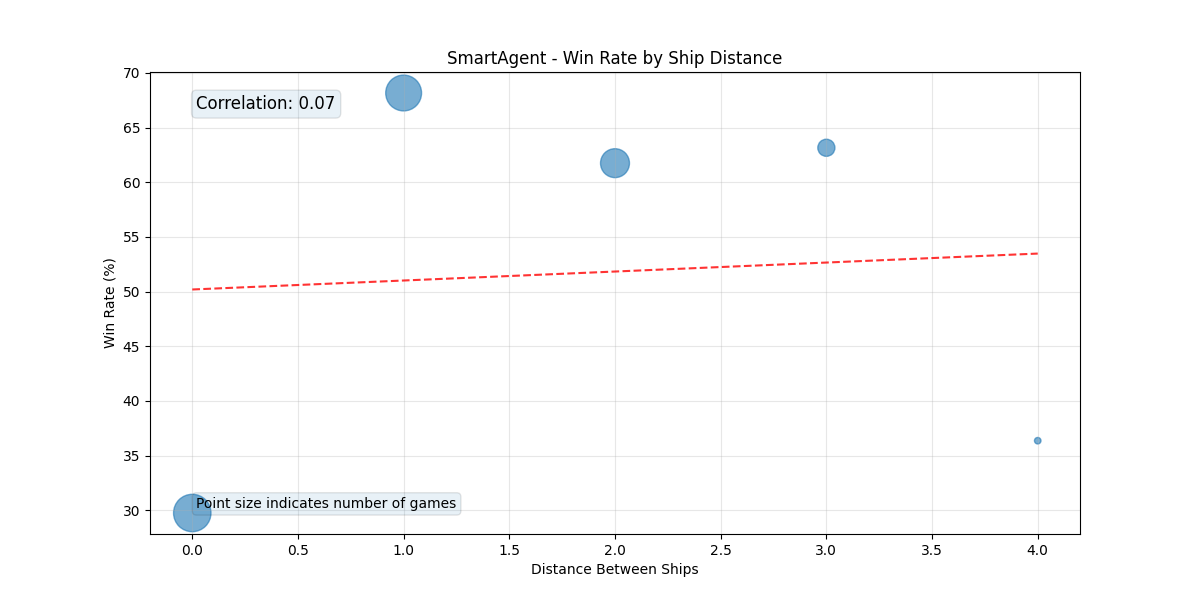 SmartAgent - Win Rate by Ship Distance
Correlation: 0.07
Point size indicates number of games
Win Rate (%)
70
65
60
55
50
45
40
35
30
0.0 0.5 1.0 1.5 2.0 2.5 3.0 3.5 4.0
Distance Between Ships